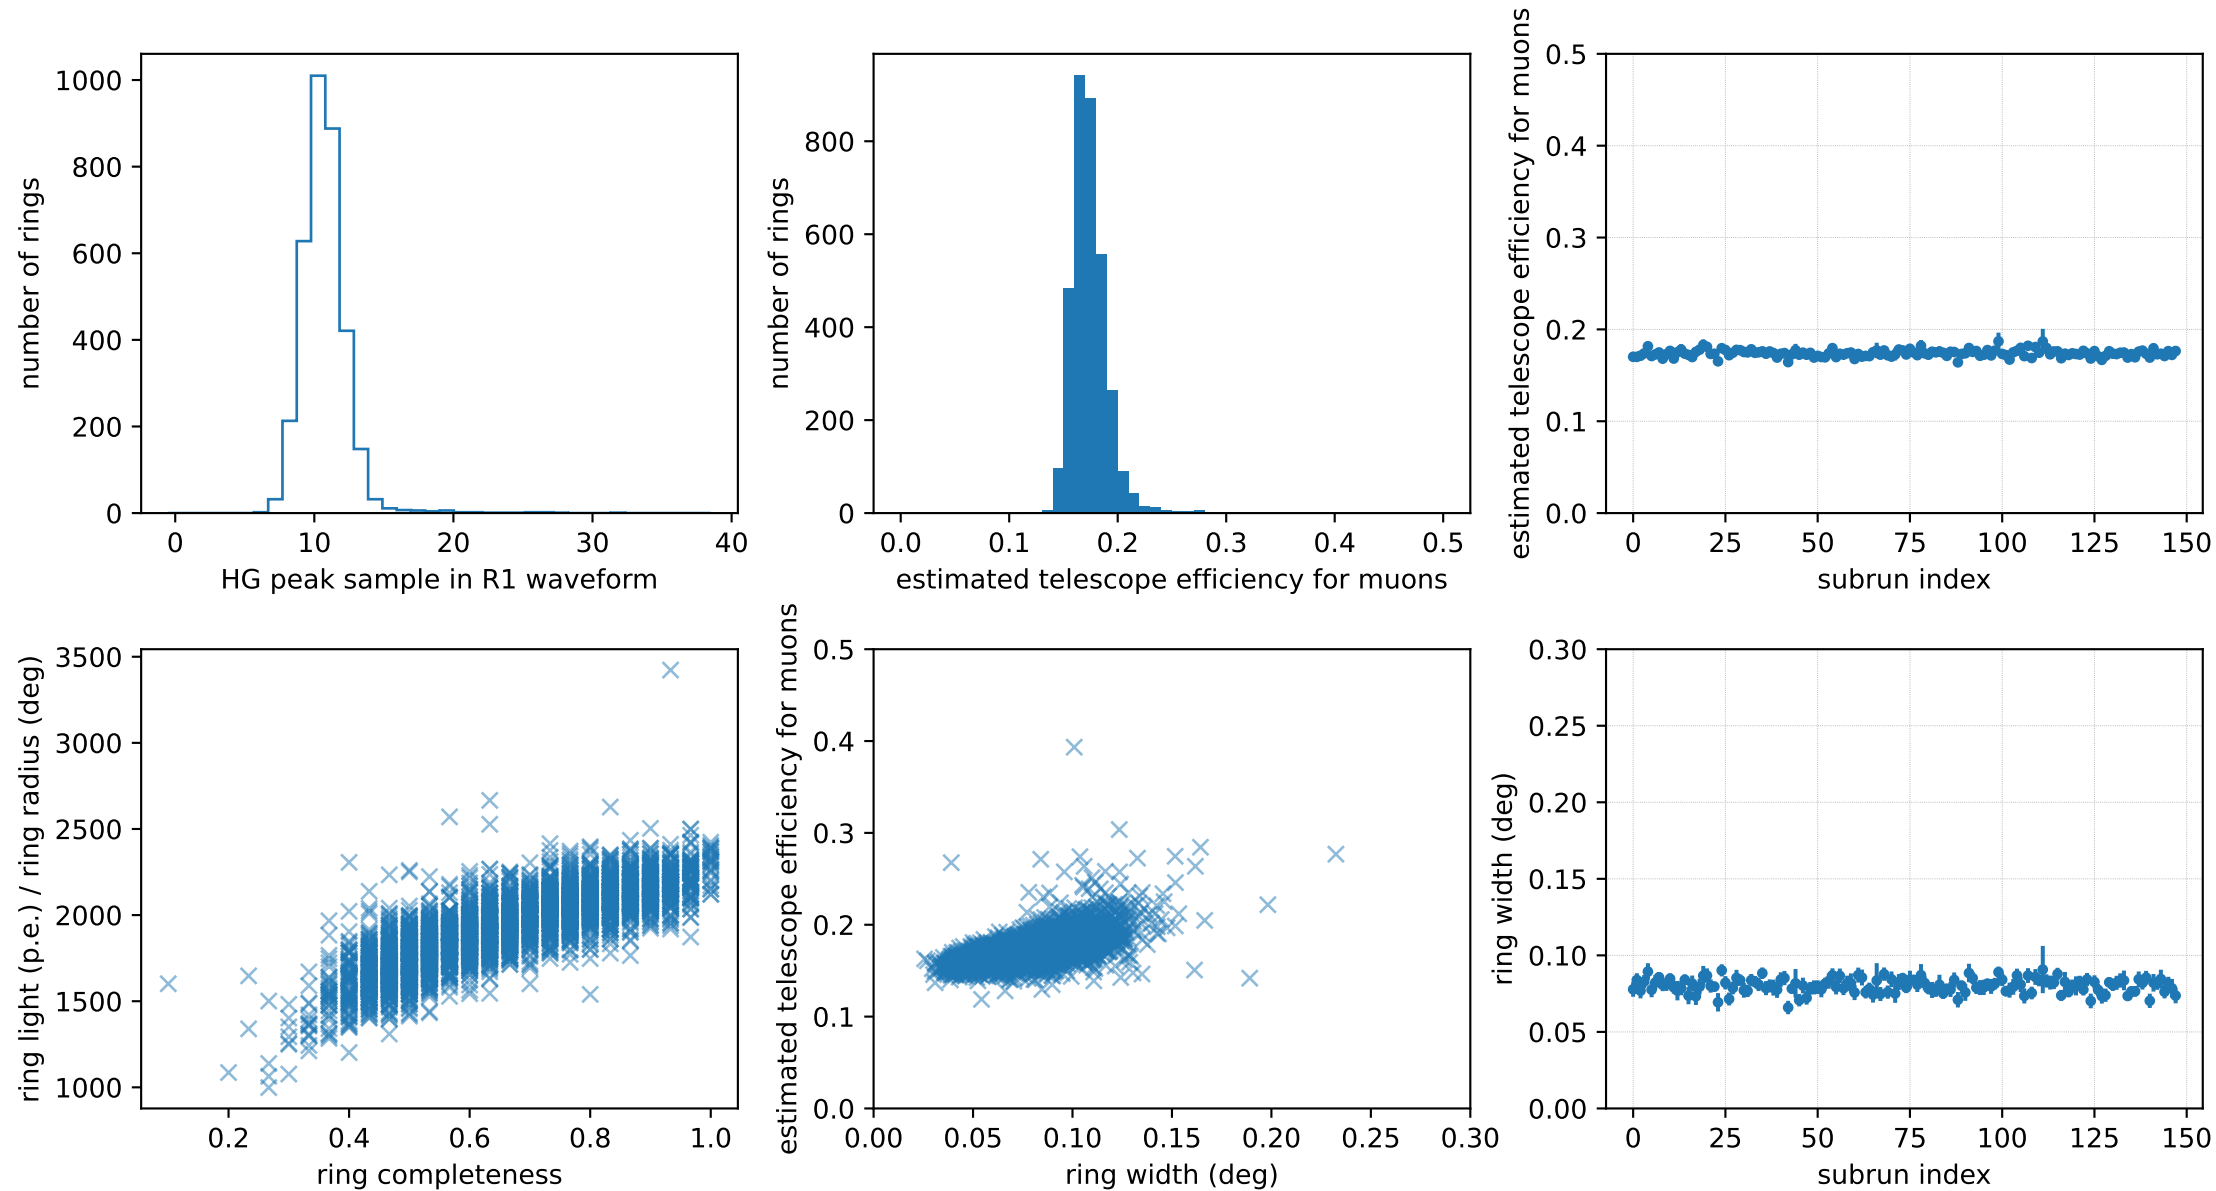 1000
800
600
400
200
0
number of rings
0 10 20 30 40
HG peak sample in R1 waveform
800
600
400
200
0
number of rings
0.0 0.1 0.2 0.3 0.4 0.5
estimated telescope efficiency for muons
0.5
0.4
0.3
0.2
0.1
0.0
estimated telescope efficiency for muons
0 25 50 75 100 125 150
subrun index
3500
3000
2500
2000
1500
1000
ring light (p.e.) / ring radius (deg)
0.2 0.4 0.6 0.8 1.0
ring completeness
0.5
0.4
0.3
0.2
0.1
0.0
estimated telescope efficiency for muons
0.00 0.05 0.10 0.15 0.20 0.25 0.30
ring width (deg)
0.30
0.25
0.20
0.15
0.10
0.05
0.00
ring width (deg)
0 25 50 75 100 125 150
subrun index